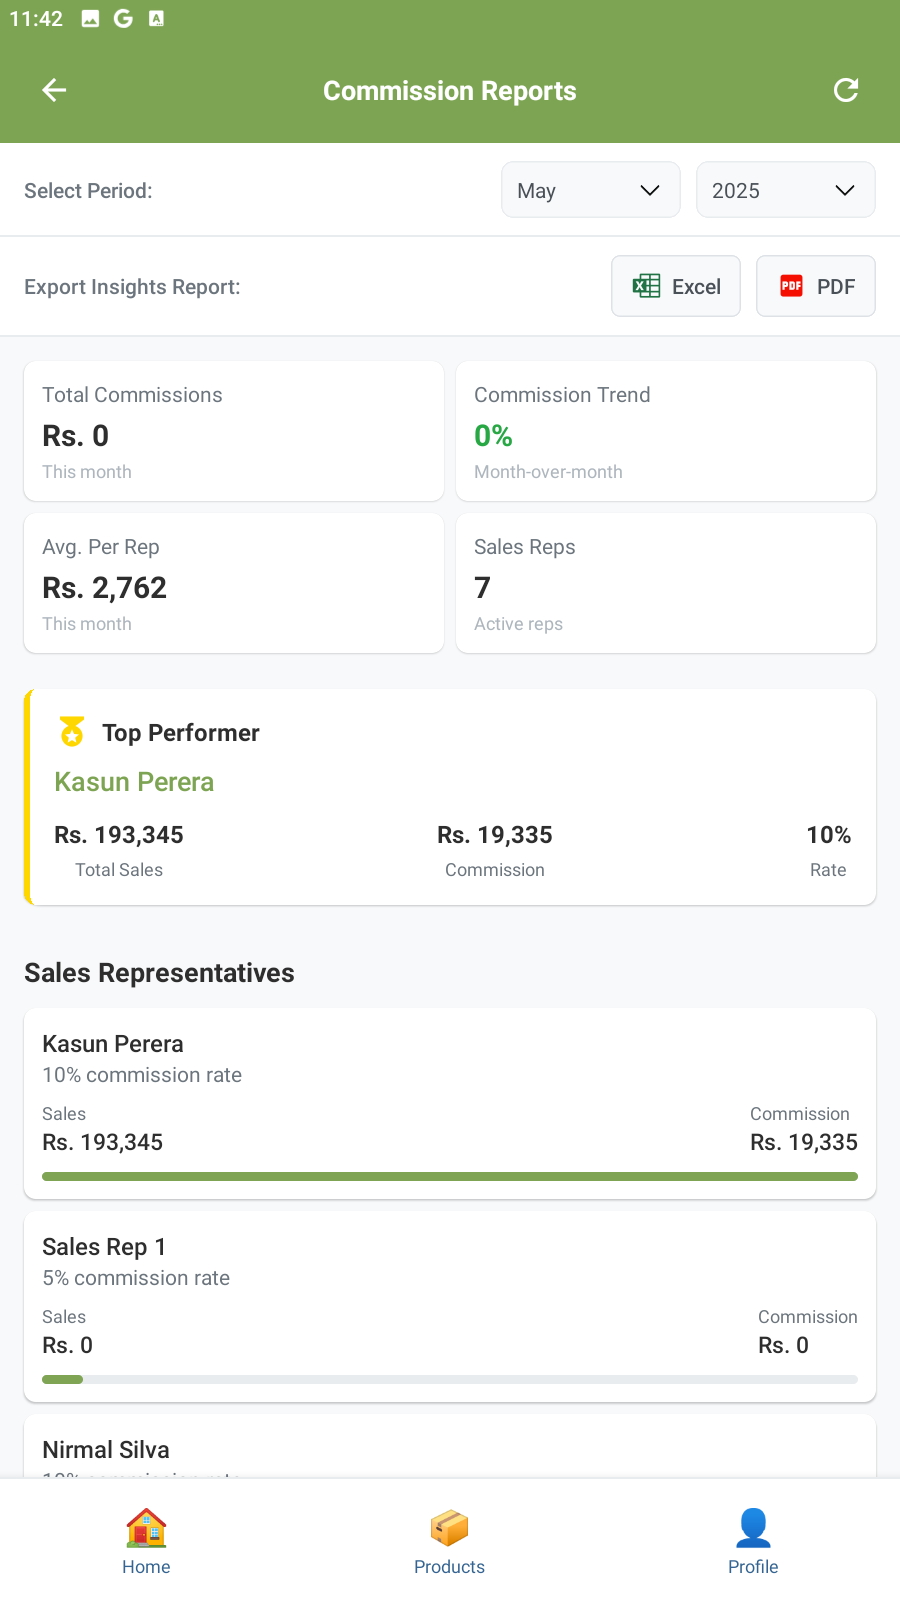 11:42
Commission Reports
Select Period:
May
2025
Export Insights Report:
Excel
PDF
Total Commissions
Rs. 0
This month
Commission Trend
0%
Month-over-month
Avg. Per Rep
Rs. 2,762
This month
Sales Reps
7
Active reps
Top Performer
Kasun Perera
Rs. 193,345
Total Sales
Rs. 19,335
Commission
10%
Rate
Sales Representatives
Kasun Perera
10% commission rate
Sales
Rs. 193,345
Commission
Rs. 19,335
Sales Rep 1
5% commission rate
Sales
Rs. 0
Commission
Rs. 0
Nirmal Silva
Home
Products
Profile